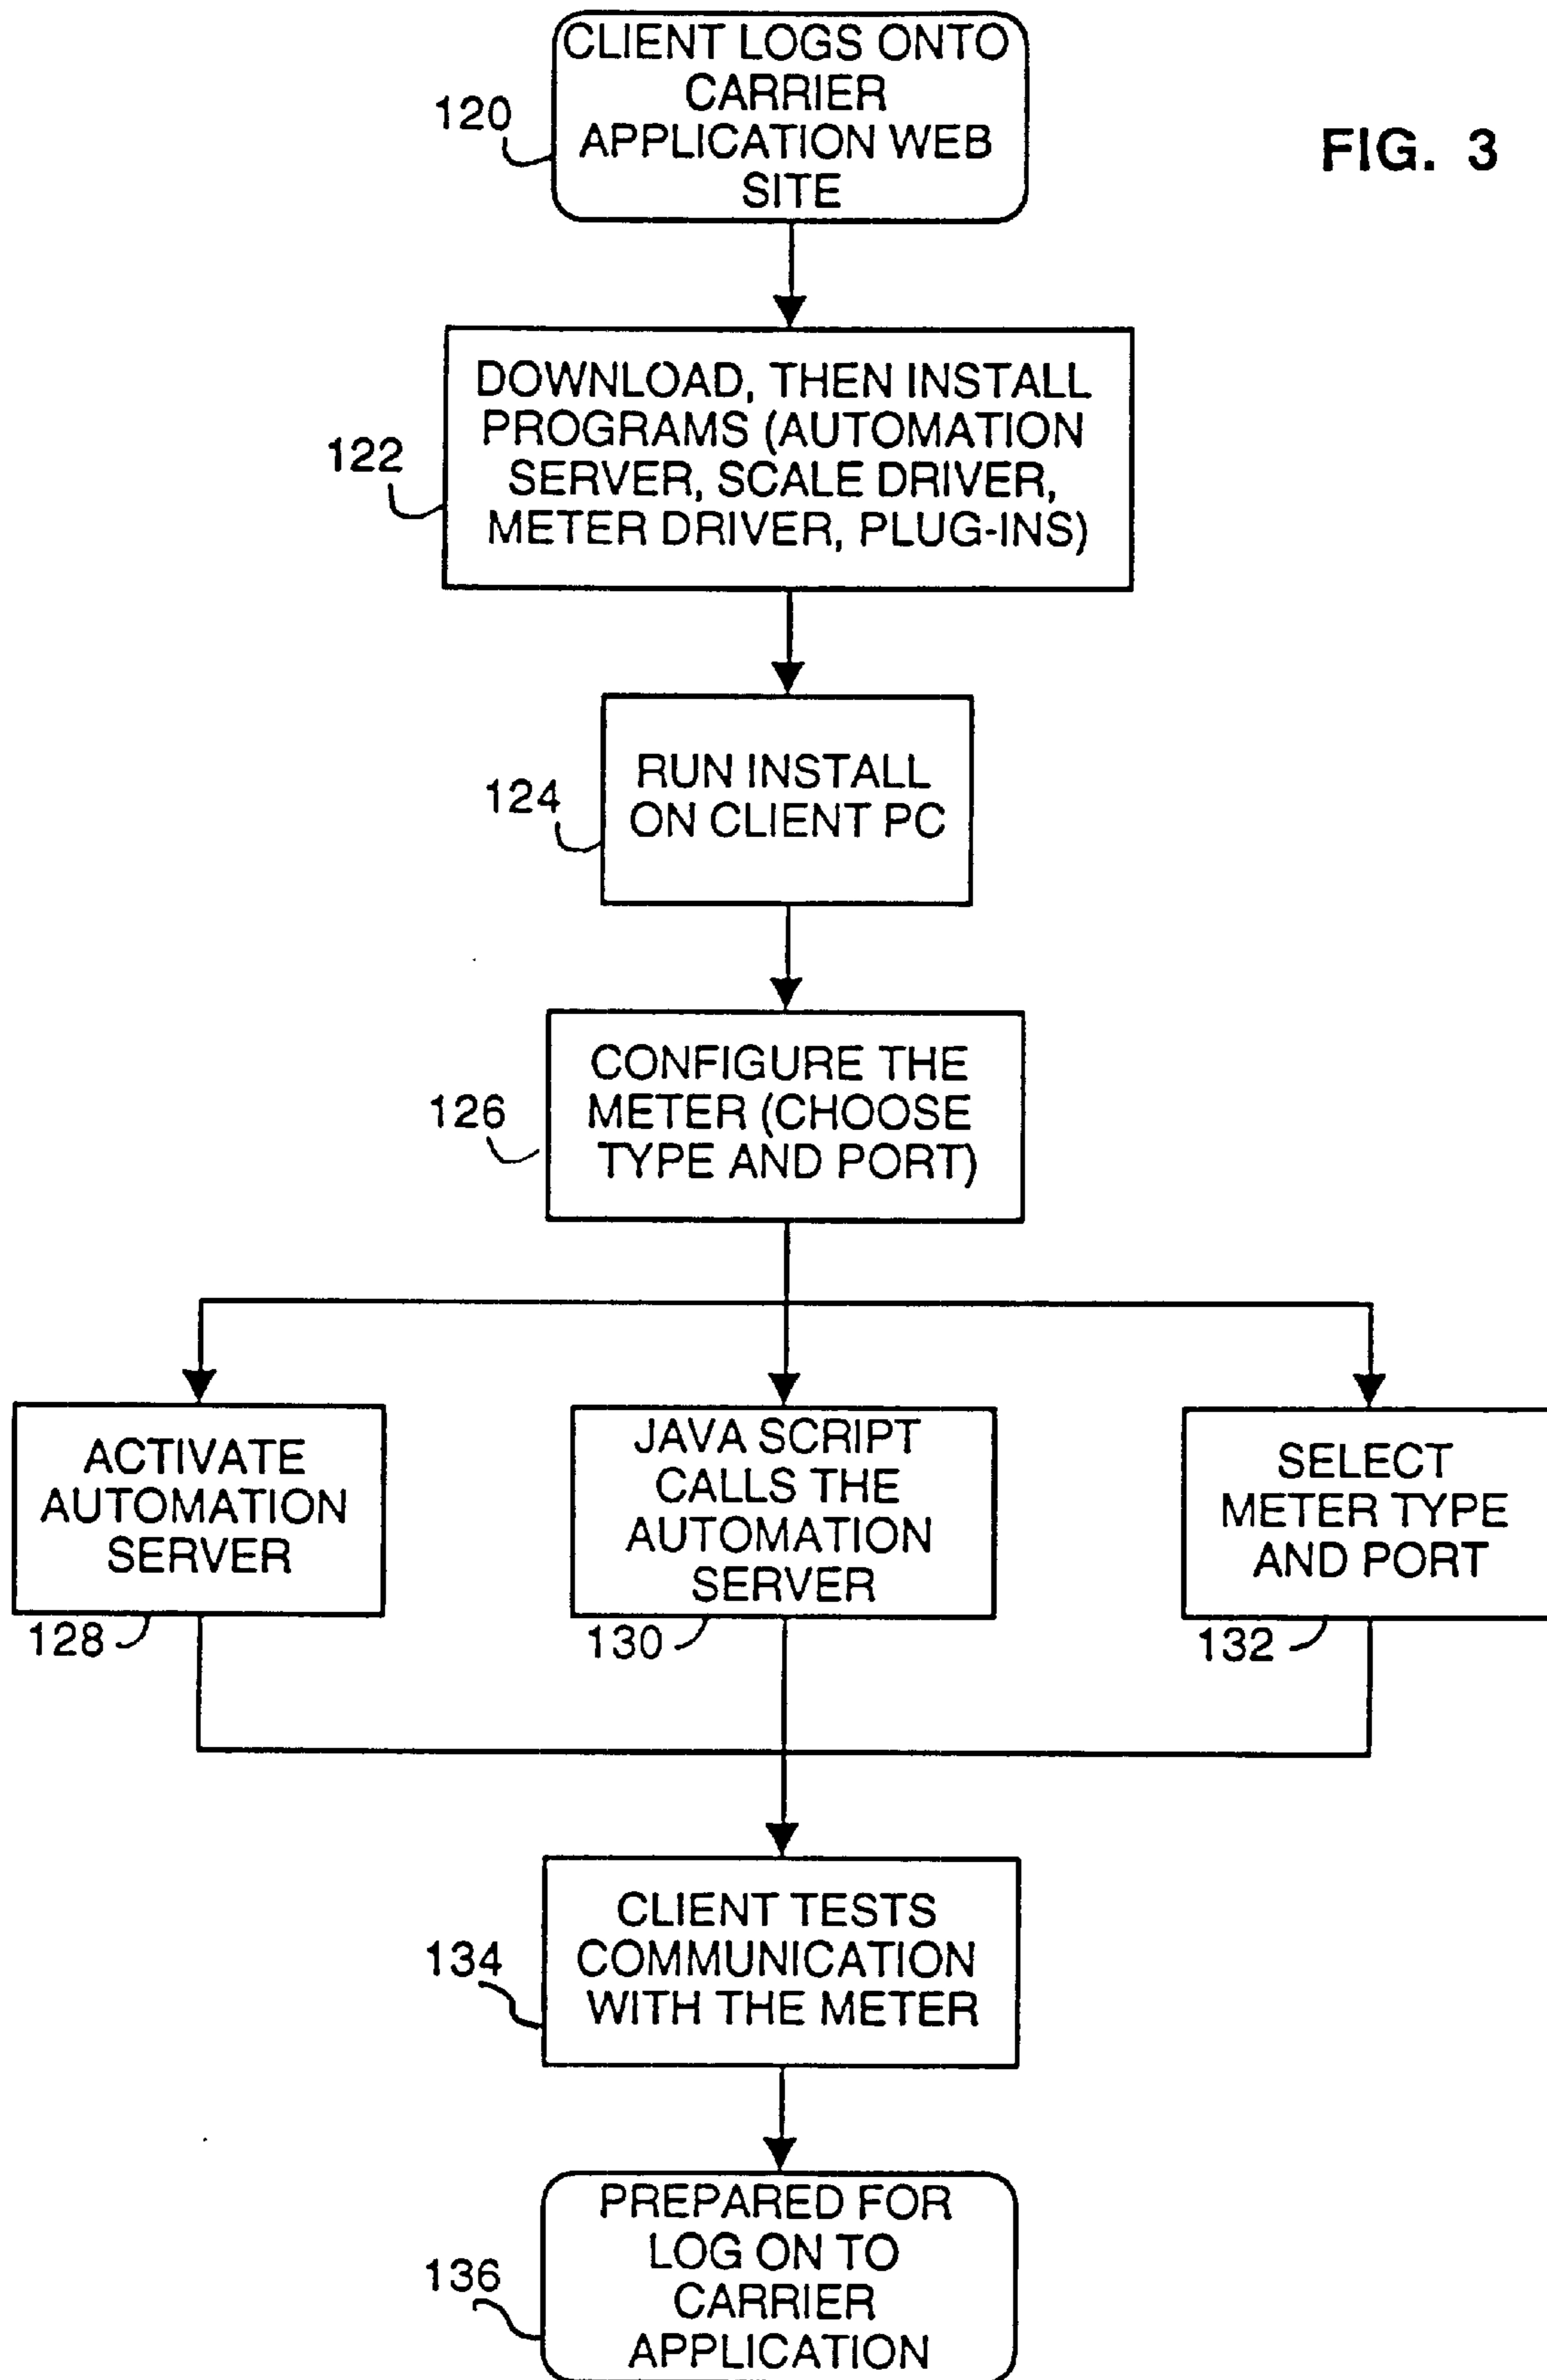 CLIENT LOGS ONTO
CARRIER
APPLICATION WEB
SITE
120
FIG. 3
DOWNLOAD, THEN INSTALL
PROGRAMS (AUTOMATION
SERVER, SCALE DRIVER,
METER DRIVER, PLUG-INS)
122
RUN INSTALL
ON CLIENT PC
124
CONFIGURE THE
METER (CHOOSE
TYPE AND PORT)
126
ACTIVATE
AUTOMATION
SERVER
128
JAVA SCRIPT
CALLS THE
AUTOMATION
SERVER
130
SELECT
METER TYPE
AND PORT
132
CLIENT TESTS
COMMUNICATION
WITH THE METER
134
PREPARED FOR
LOG ON TO
CARRIER
APPLICATION
136